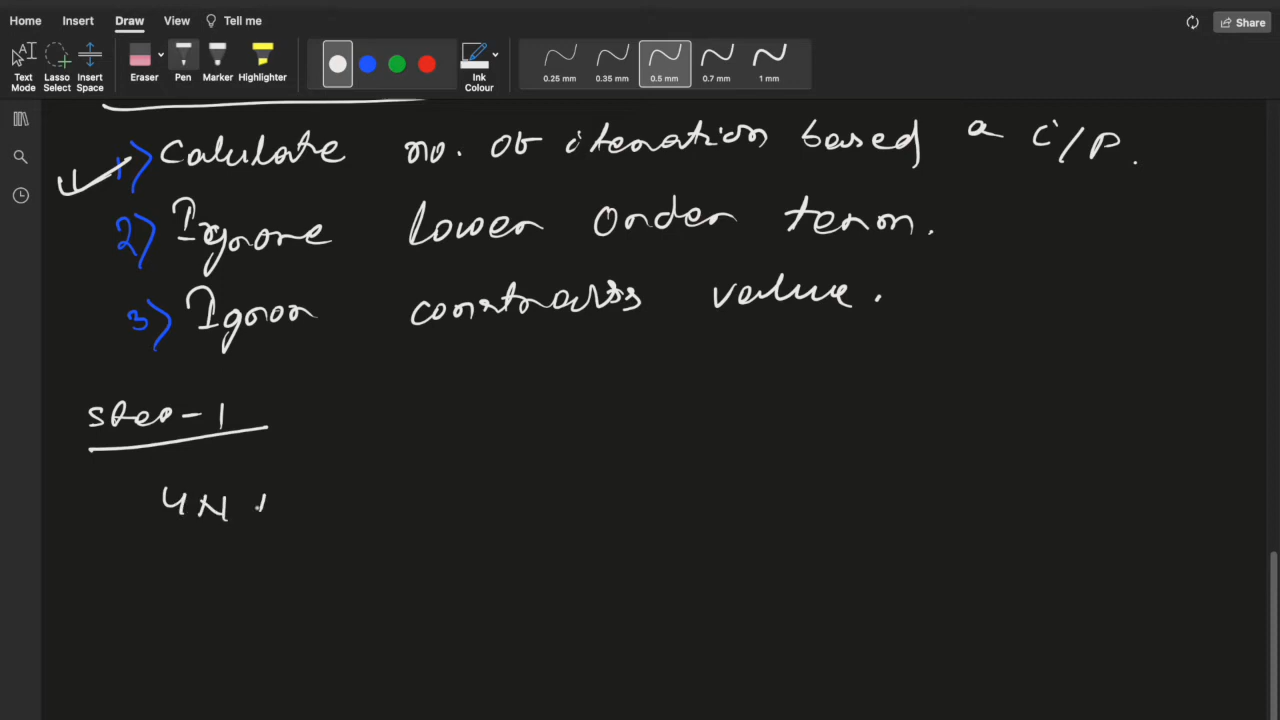 Home Insert Draw View Tell me Share
Text Mode Lasso Select Insert Space Eraser Pen Marker Highlighter Ink Colour 0.25 mm 0.35 mm 0.5 mm 0.7 mm 1 mm
1) Calculate no. of iteration based a i/p.
2) Ignore lower order term.
3) Ignor value.
step-1
4N